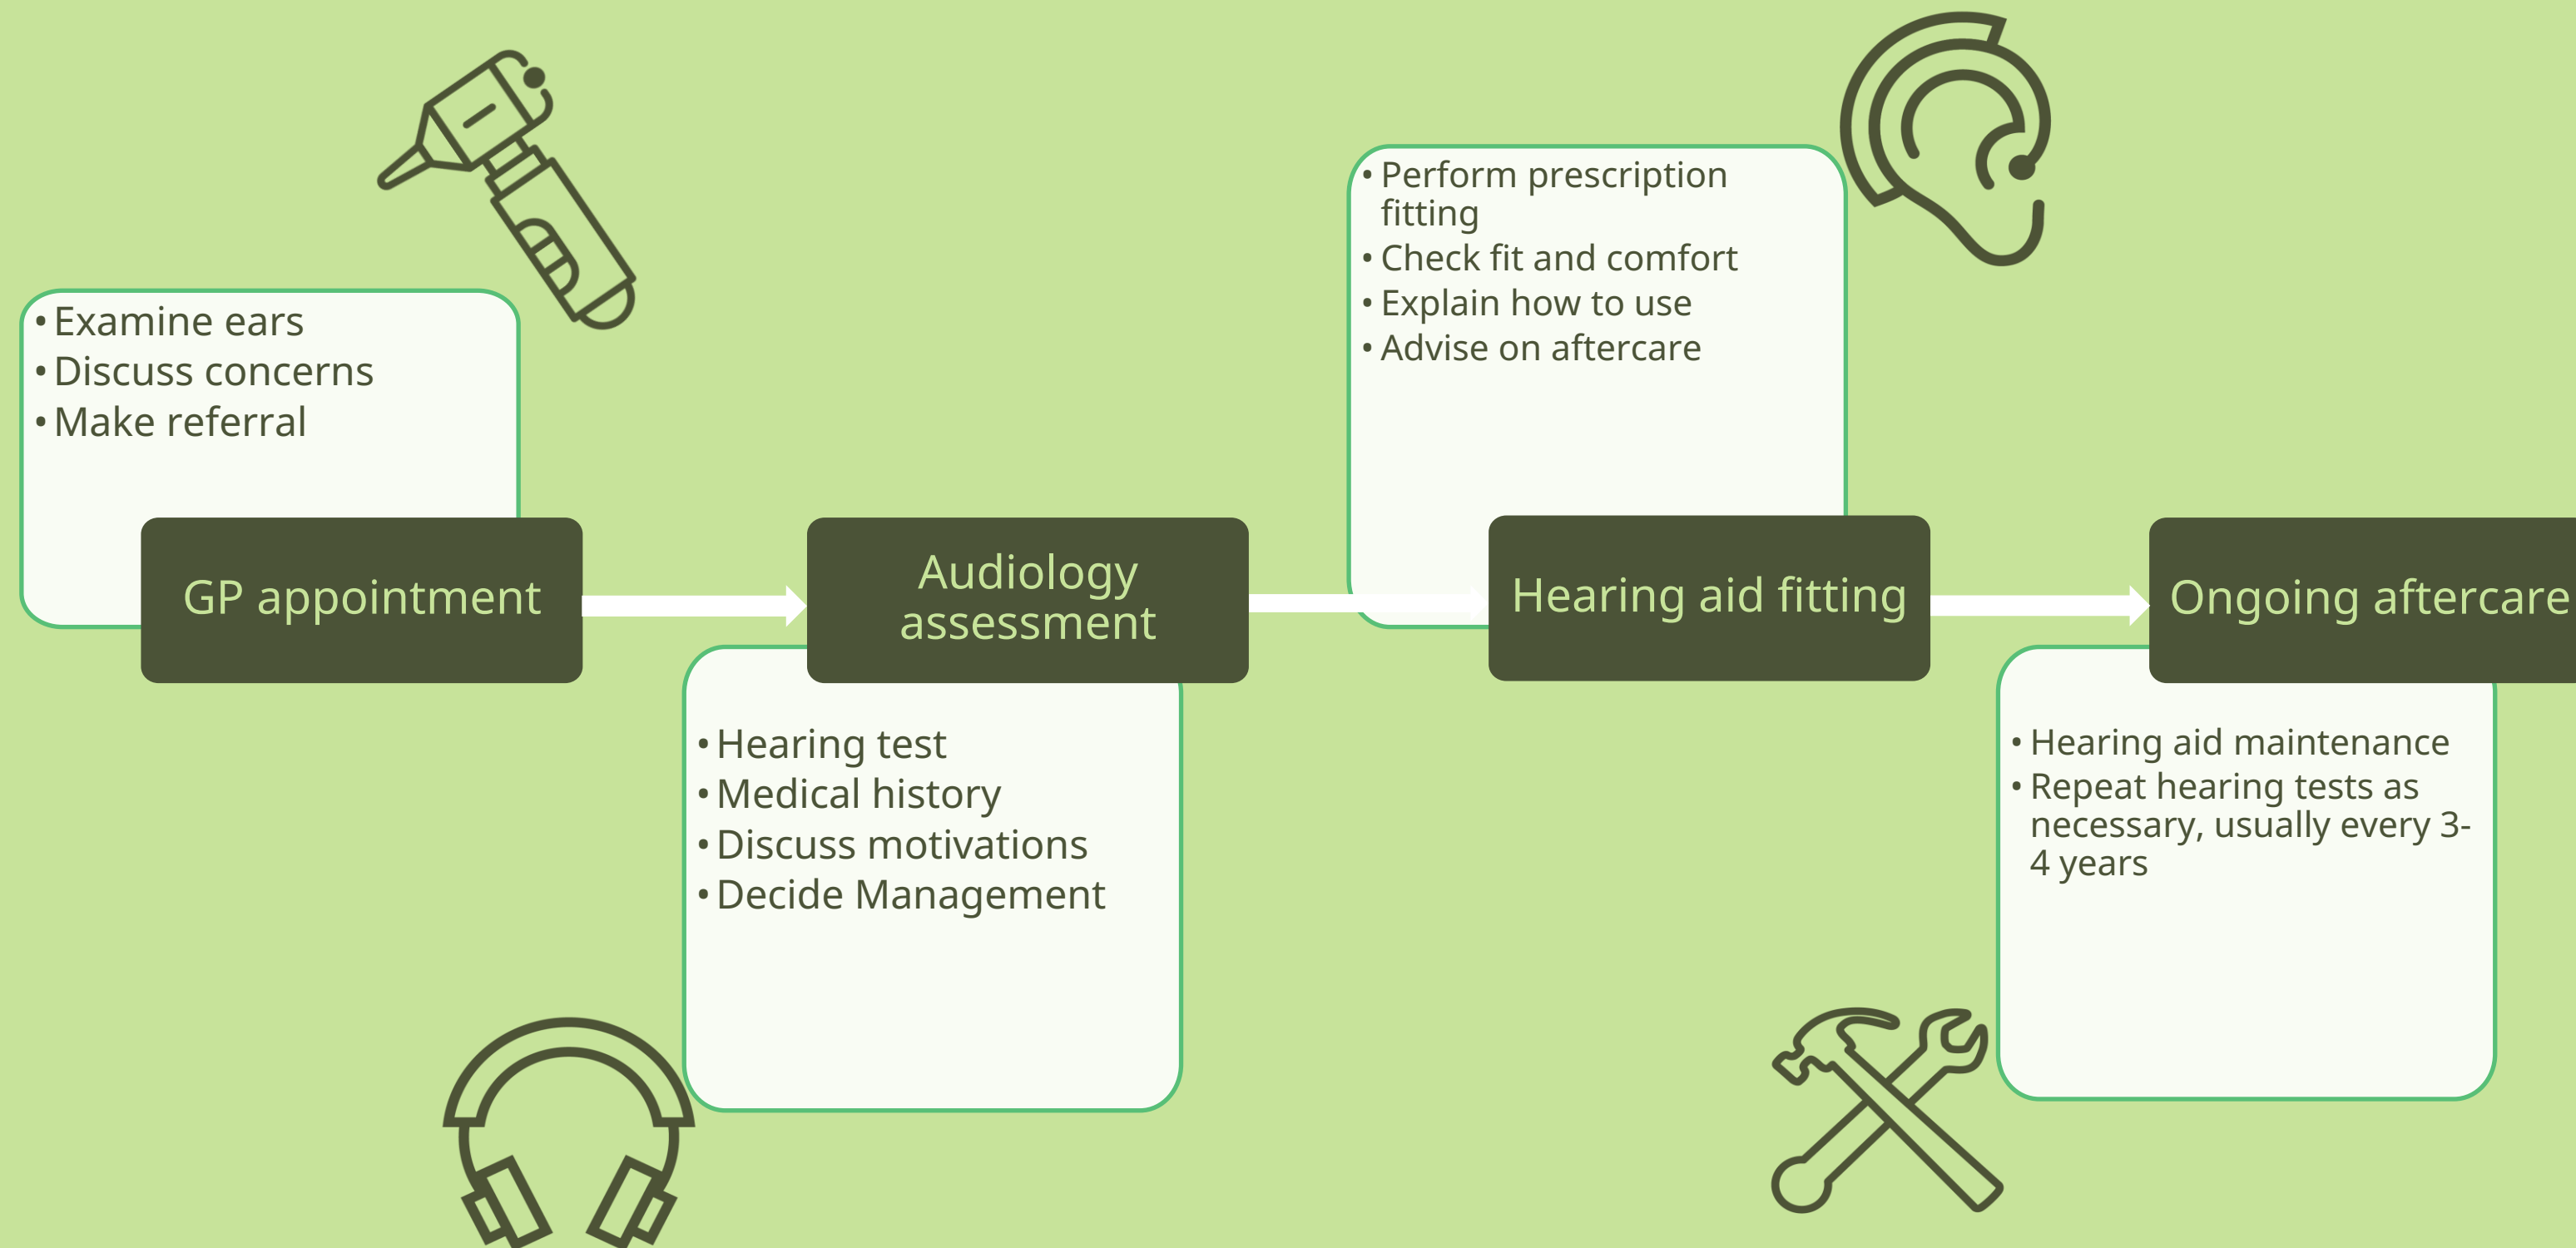 • Examine ears
• Discuss concerns
• Make referral
GP appointment
Audiology
assessment
• Hearing test
• Medical history
• Discuss motivations
• Decide Management
• Perform prescription
fitting
• Check fit and comfort
• Explain how to use
• Advise on aftercare
Hearing aid fitting
Ongoing aftercare
• Hearing aid maintenance
• Repeat hearing tests as
necessary, usually every 3-
4 years